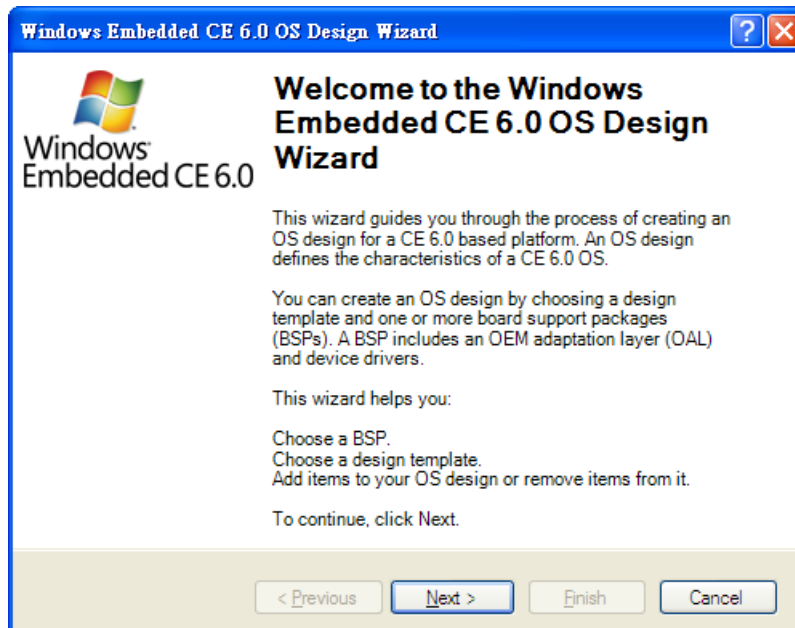 Windows Embedded CE 6.0 OS Design Wizard
Windows
Embedded CE 6.0
Welcome to the Windows
Embedded CE 6.0 OS Design
Wizard
This wizard guides you through the process of creating an
OS design for a CE 6.0 based platform. An OS design
defines the characteristics of a CE 6.0 OS.
You can create an OS design by choosing a design
template and one or more board support packages
(BSPs). A BSP includes an OEM adaptation layer (OAL)
and device drivers.
This wizard helps you:
Choose a BSP.
Choose a design template.
Add items to your OS design or remove items from it.
To continue, click Next.
< Previous
Next >
Finish
Cancel